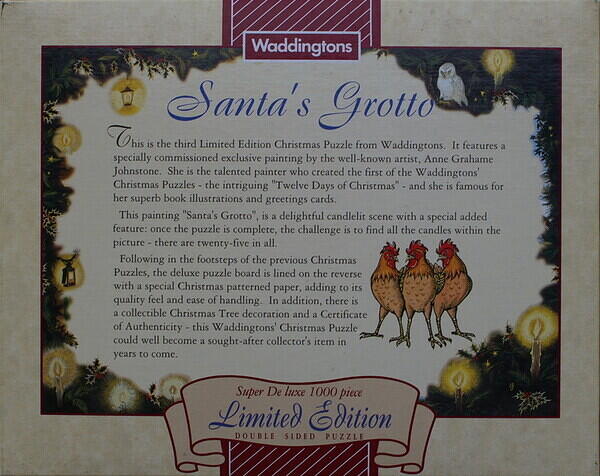 Waddingtons
Santa's Grotto
This is the third Limited Edition Christmas Puzzle from Waddingtons. It features a
specially commissioned exclusive painting by the well-known artist, Anne Grahame
Johnstone. She is the talented painter who created the first of the Waddingtons'
Christmas Puzzles - the intriguing "Twelve Days of Christmas" - and she is famous for
her superb book illustrations and greetings cards.
This painting "Santa's Grotto", is a delightful candlelit scene with a special added
feature: once the puzzle is complete, the challenge is to find all the candles within the
picture - there are twenty-five in all.
Following in the footsteps of the previous Christmas
Puzzles, the deluxe puzzle board is lined on the reverse
with a special Christmas patterned paper, adding to its
quality feel and ease of handling. In addition, there is
a collectible Christmas Tree decoration and a Certificate
of Authenticity - this Waddingtons' Christmas Puzzle
could well become a sought-after collector's item in
years to come.
Super De luxe 1000 piece
Limited Edition
DOUBLE SIDED PUZZLE